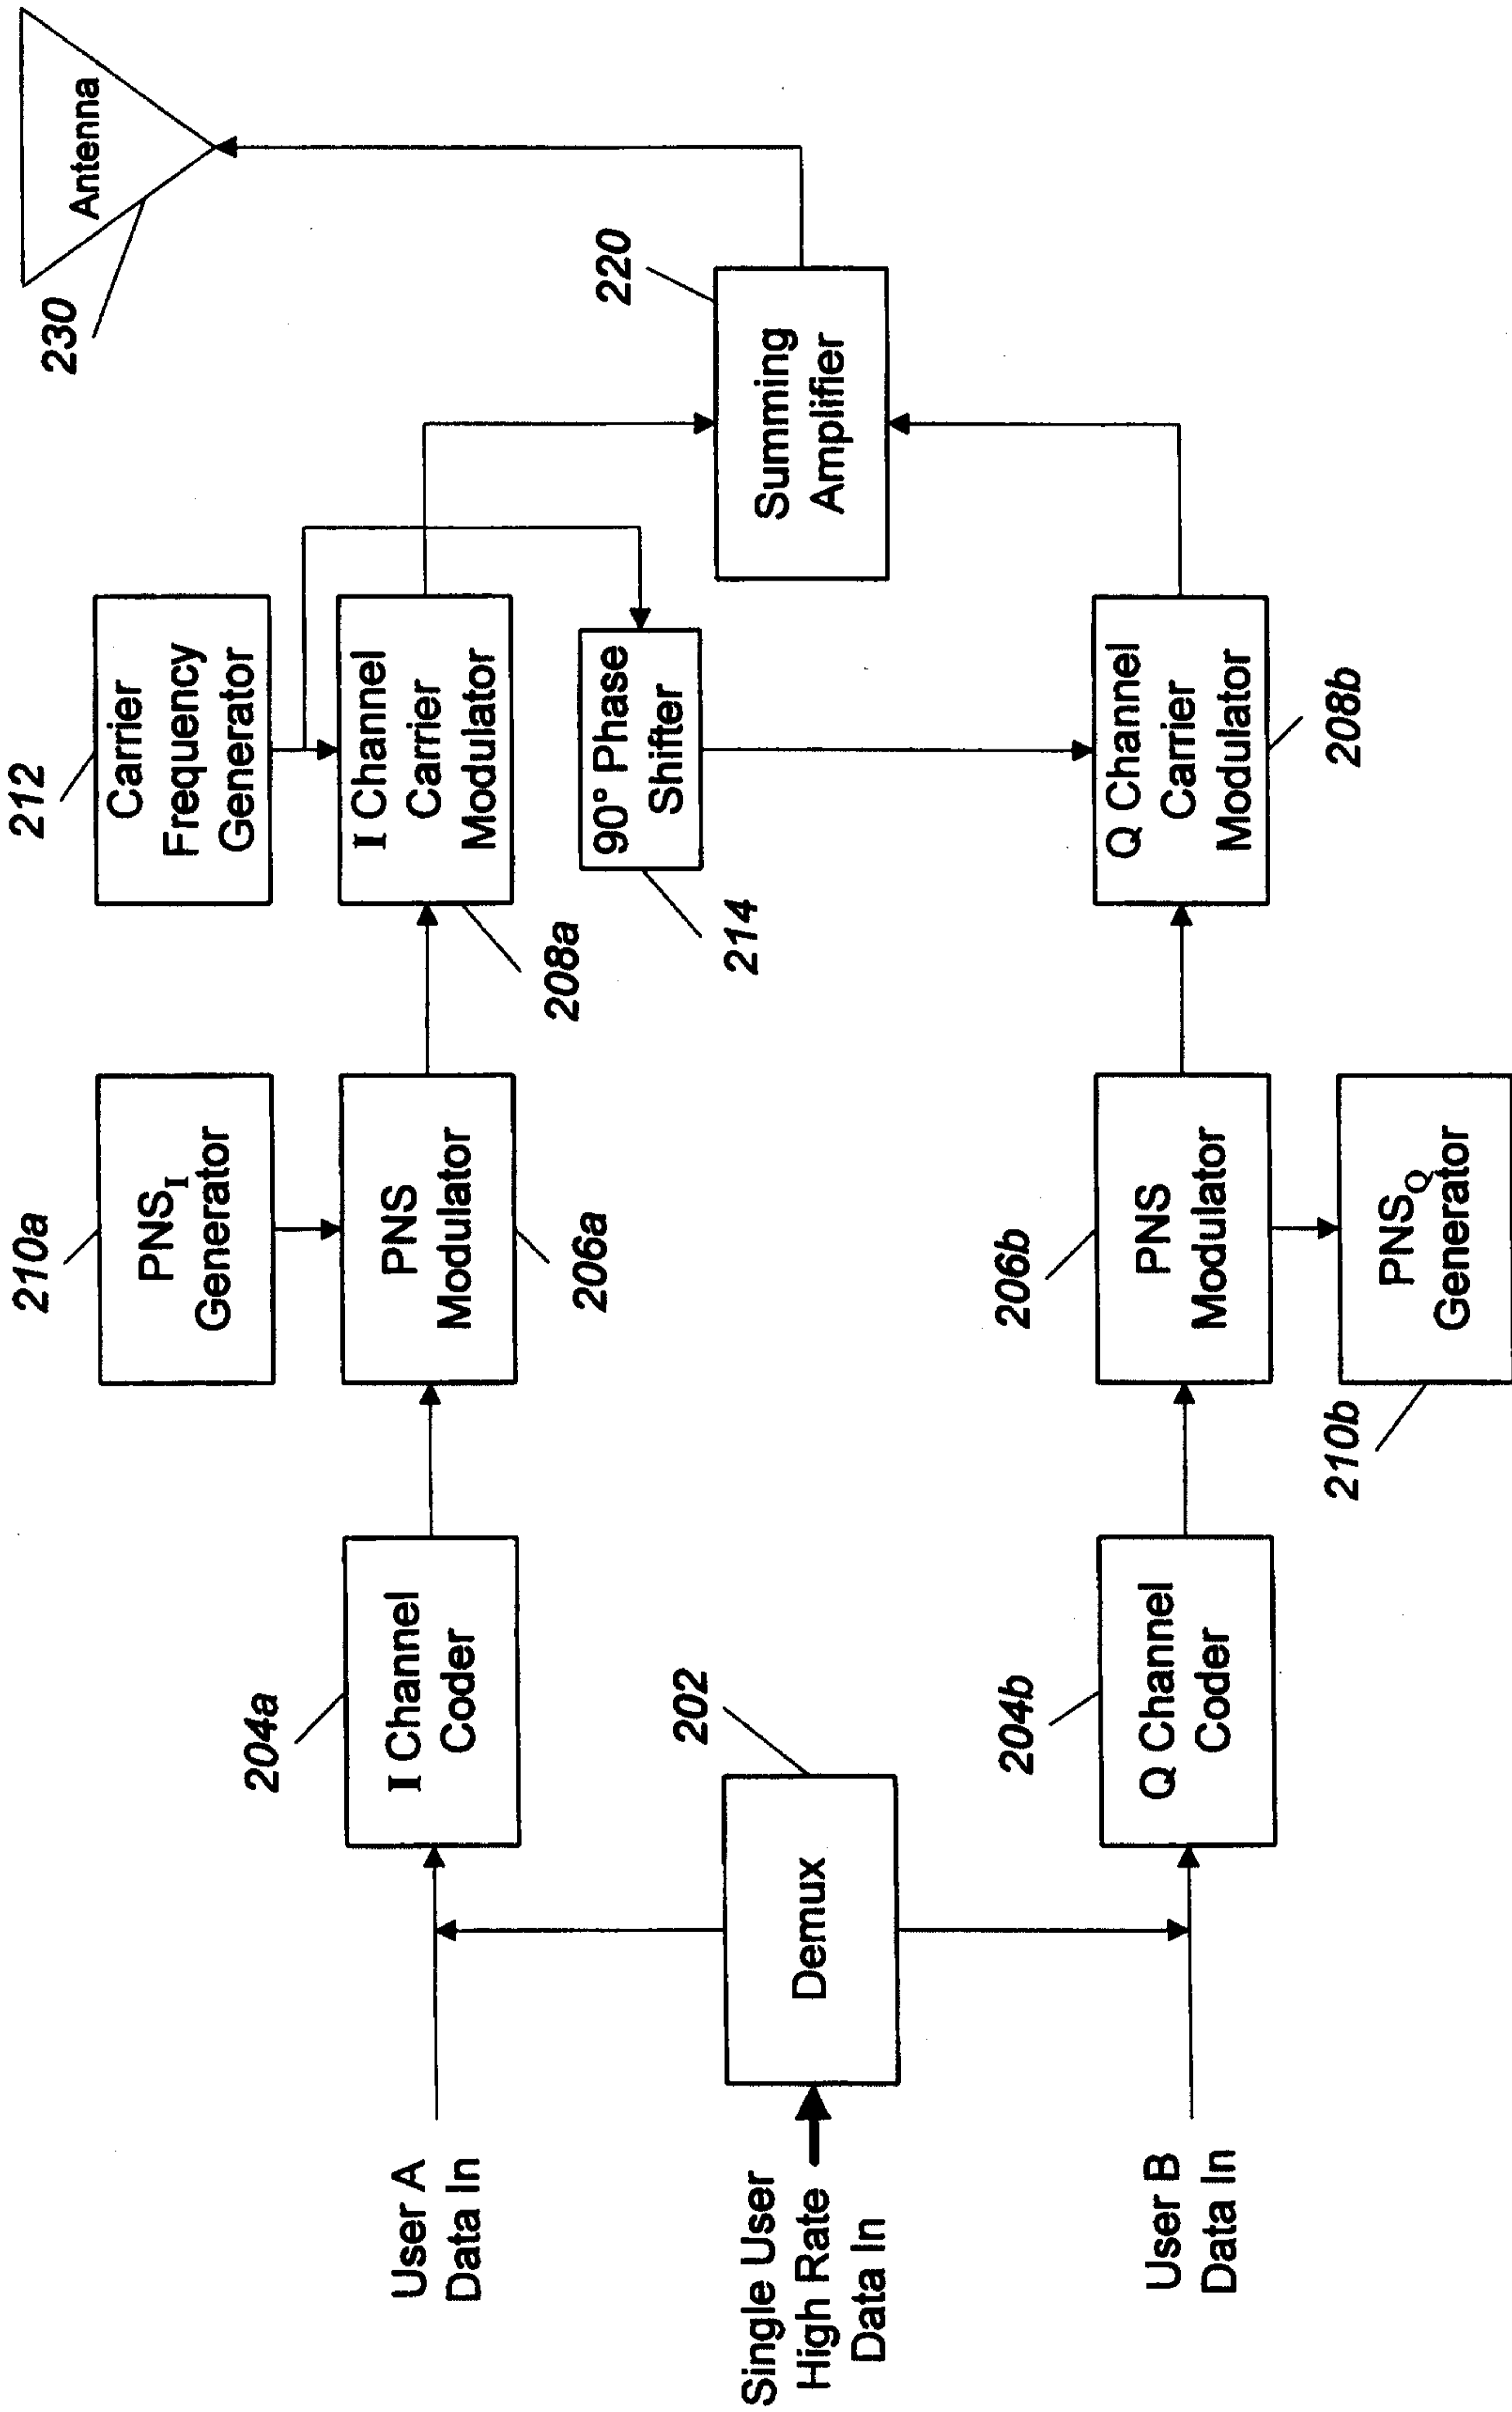 212
Carrier
Frequency
Generator
230
Antenna
210a
PNS_I
Generator
204a
I Channel
Coder
PNS
Modulator
206a
I Channel
Carrier
Modulator
208a
User A
Data In
90° Phase
Shifter
214
220
Summing
Amplifier
202
Demux
Single User
High Rate
Data In
204b
Q Channel
Coder
206b
PNS
Modulator
Q Channel
Carrier
Modulator
208b
User B
Data In
210b
PNS_Q
Generator